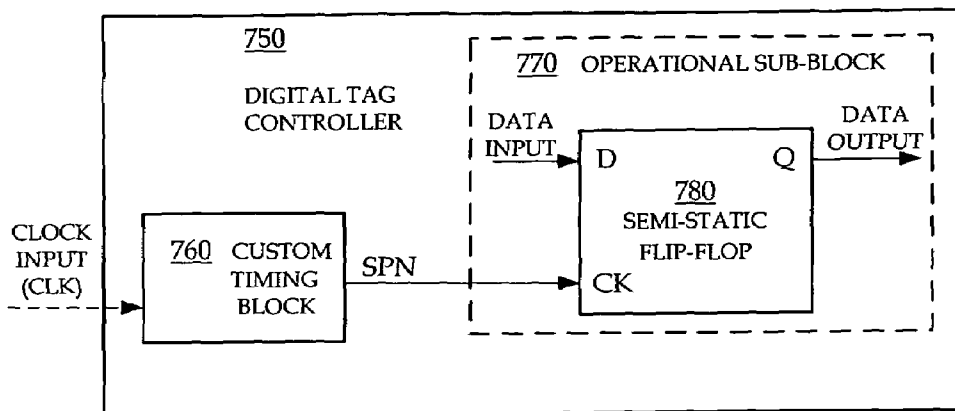 750
DIGITAL TAG
CONTROLLER
770 OPERATIONAL SUB-BLOCK
DATA
INPUT
DATA
OUTPUT
D
Q
780
SEMI-STATIC
FLIP-FLOP
CK
CLOCK
INPUT
(CLK)
760 CUSTOM
TIMING
BLOCK
SPN